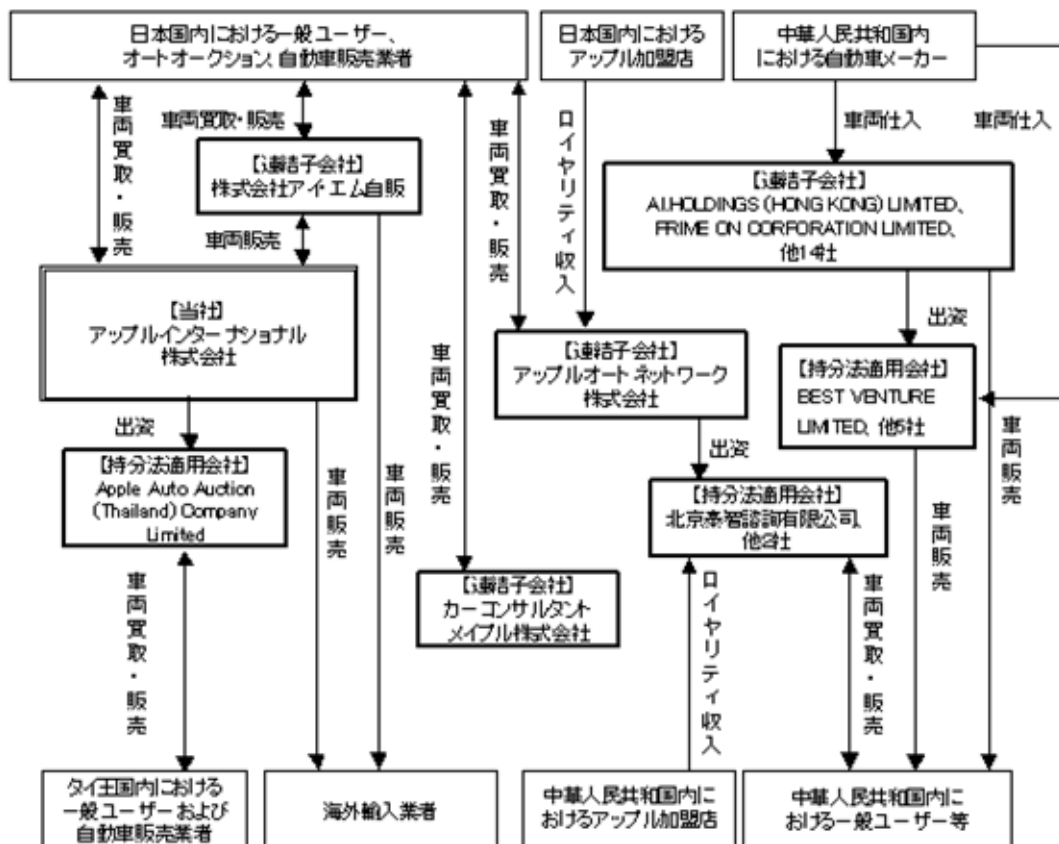 日本国内における一般ユーザー、
オートオークション、自動車販売業者
日本国内における
アップル加盟店
中華人民共和国内
における自動車メーカー
車両買取・販売
車両買取・販売
【連結子会社】
株式会社アイ・エム自販
車両販売
車両買取・販売
ロイヤリティ収入
車両仕入
車両仕入
【連結子会社】
A.I.HOLDINGS (HONG KONG) LIMITED、
PRIME ON CORPORATION LIMITED、
他14社
【当社】
アップルインターナショナル
株式会社
車両買取・販売
【連結子会社】
アップルオートネットワーク
株式会社
出資
【持分法適用会社】
BEST VENTURE
LIMITED、他5社
出資
【持分法適用会社】
Apple Auto Auction
(Thailand) Company
Limited
車両販売
車両販売
出資
【持分法適用会社】
北京泰智諮詢有限公司、
他2社
車両販売
車両販売
【連結子会社】
カーコンサルタント
メイプル株式会社
車両買取・販売
ロイヤリティ収入
車両買取・販売
タイ王国内における
一般ユーザーおよび
自動車販売業者
海外輸入業者
中華人民共和国内に
おけるアップル加盟店
中華人民共和国内に
おける一般ユーザー等